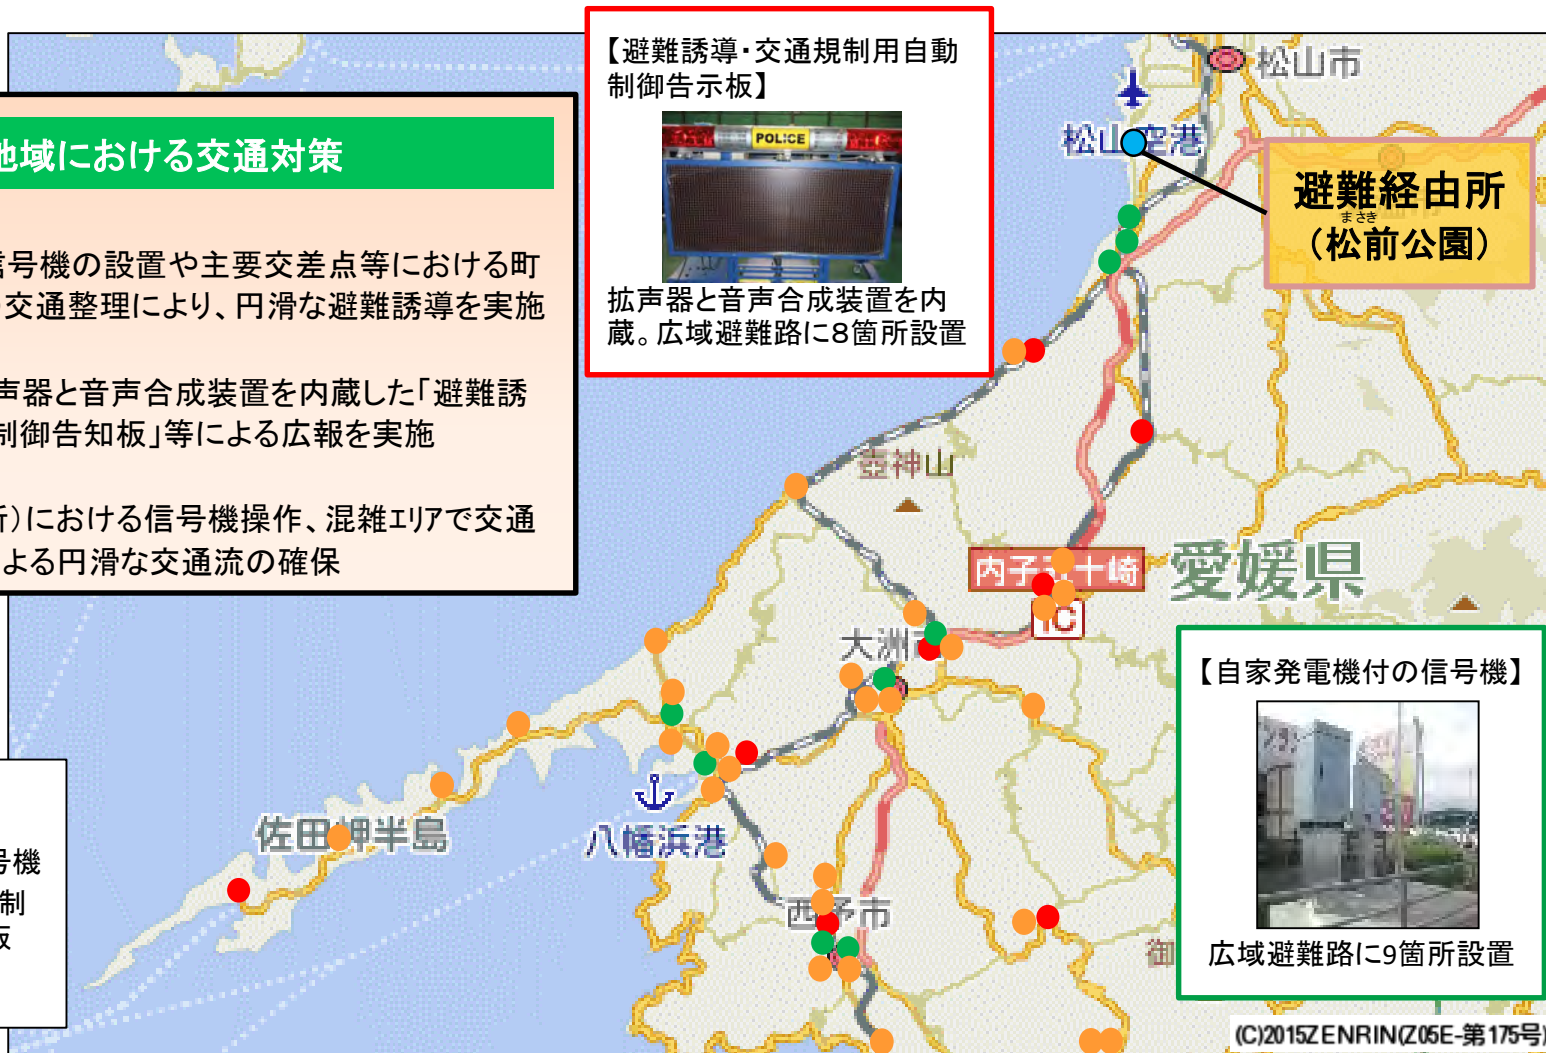 地域における交通対策
信号機の設置や主要交差点等における町
交通整理により、円滑な避難誘導を実施
声器と音声合成装置を内蔵した「避難誘
制御告知板」等による広報を実施
所)における信号機操作、混雑エリアで交通
よる円滑な交通流の確保
【避難誘導・交通規制用自動
制御告示板】
POLICE
拡声器と音声合成装置を内
蔵。広域避難路に8箇所設置
松山市
松山空港
避難経由所
まさき
(松前公園)
壺神山
内子五十崎
IC
愛媛県
大洲市
佐田岬半島
八幡浜港
西予市
御
号機
制
板
【自家発電機付の信号機】
広域避難路に9箇所設置
(C)2015ZENRIN(Z05E-第175号)